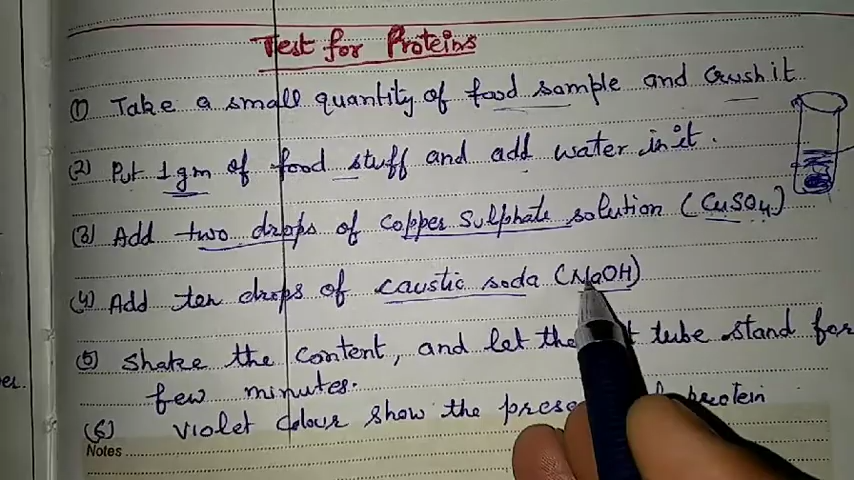 Test for Proteins
(1) Take a small quantity of food sample and crush it
(2) Put 1gm of food stuff and add water in it.
(3) Add two drops of copper sulphate solution (CuSO4)
(4) Add ten drops of caustic soda (NaOH)
(5) Shake the content, and let the tube stand for
few minutes.
(6) violet colour show the protein
Notes